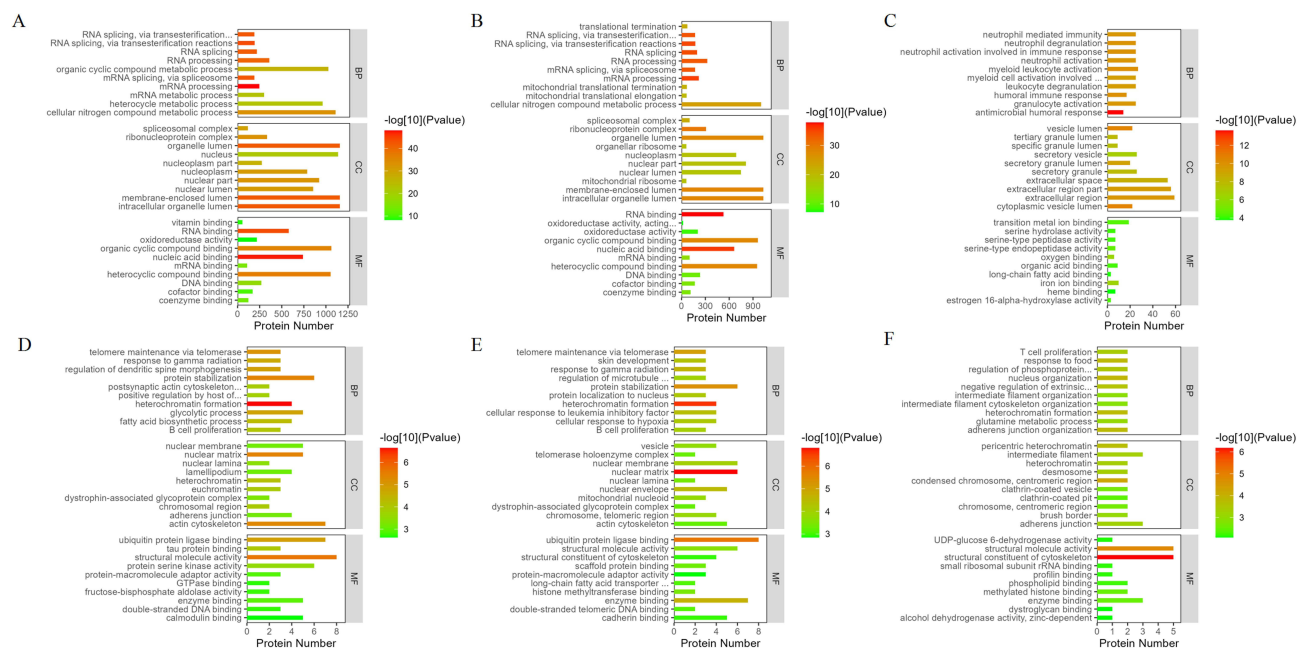 A
RNA splicing, via transesterification...
RNA splicing, via transesterification reactions
RNA splicing
RNA processing
organic cyclic compound metabolic process
mRNA splicing, via spliceosome
mRNA processing
mRNA metabolic process
heterocycle metabolic process
cellular nitrogen compound metabolic process
BP
spliceosomal complex
ribonucleoprotein complex
organelle lumen
nucleus
nucleoplasm part
nucleoplasm
nuclear part
nuclear lumen
membrane-enclosed lumen
intracellular organelle lumen
CC
vitamin binding
RNA binding
oxidoreductase activity
organic cyclic compound binding
nucleic acid binding
mRNA binding
heterocyclic compound binding
DNA binding
cofactor binding
coenzyme binding
MF
0 250 500 750 1000 1250
Protein Number
-log[10](Pvalue)
40
30
20
10
B
translational termination
RNA splicing, via transesterification...
RNA splicing, via transesterification reactions
RNA splicing
RNA processing
mRNA splicing, via spliceosome
mRNA processing
mitochondrial translational termination
mitochondrial translational elongation
cellular nitrogen compound metabolic process
BP
spliceosomal complex
ribonucleoprotein complex
organelle lumen
organellar ribosome
nucleoplasm
nuclear part
nuclear lumen
mitochondrial ribosome
membrane-enclosed lumen
intracellular organelle lumen
CC
RNA binding
oxidoreductase activity, acting...
oxidoreductase activity
organic cyclic compound binding
nucleic acid binding
mRNA binding
heterocyclic compound binding
DNA binding
cofactor binding
coenzyme binding
MF
0 300 600 900
Protein Number
-log[10](Pvalue)
30
20
10
C
neutrophil mediated immunity
neutrophil degranulation
neutrophil activation involved in immune response
neutrophil activation
myeloid leukocyte activation
myeloid cell activation involved ...
leukocyte degranulation
humoral immune response
granulocyte activation
antimicrobial humoral response
BP
vesicle lumen
tertiary granule lumen
specific granule lumen
secretory vesicle
secretory granule lumen
secretory granule
extracellular space
extracellular region part
extracellular region
cytoplasmic vesicle lumen
CC
transition metal ion binding
serine hydrolase activity
serine-type peptidase activity
serine-type endopeptidase activity
oxygen binding
organic acid binding
long-chain fatty acid binding
iron ion binding
heme binding
estrogen 16-alpha-hydroxylase activity
MF
0 20 40 60
Protein Number
-log[10](Pvalue)
12
10
8
6
4
D
telomere maintenance via telomerase
response to gamma radiation
regulation of dendritic spine morphogenesis
protein stabilization
postsynaptic actin cytoskeleton...
positive regulation by host of...
heterochromatin formation
glycolytic process
fatty acid biosynthetic process
B cell proliferation
BP
nuclear membrane
nuclear matrix
nuclear lamina
lamellipodium
heterochromatin
euchromatin
dystrophin-associated glycoprotein complex
chromosomal region
adherens junction
actin cytoskeleton
CC
ubiquitin protein ligase binding
tau protein binding
structural molecule activity
protein serine kinase activity
protein-macromolecule adaptor activity
GTPase binding
fructose-bisphosphate aldolase activity
enzyme binding
double-stranded DNA binding
calmodulin binding
MF
0 2 4 6 8
Protein Number
-log[10](Pvalue)
6
5
4
3
E
telomere maintenance via telomerase
skin development
response to gamma radiation
regulation of microtubule ...
protein stabilization
protein localization to nucleus
heterochromatin formation
cellular response to leukemia inhibitory factor
cellular response to hypoxia
B cell proliferation
BP
vesicle
telomerase holoenzyme complex
nuclear membrane
nuclear matrix
nuclear lamina
nuclear envelope
mitochondrial nucleoid
dystrophin-associated glycoprotein complex
chromosome, telomeric region
actin cytoskeleton
CC
ubiquitin protein ligase binding
structural molecule activity
structural constituent of cytoskeleton
scaffold protein binding
protein-macromolecule adaptor activity
long-chain fatty acid transporter ...
histone methyltransferase binding
enzyme binding
double-stranded telomeric DNA binding
cadherin binding
MF
0 2 4 6 8
Protein Number
-log[10](Pvalue)
6
5
4
3
F
T cell proliferation
response to food
regulation of phosphoprotein...
nucleus organization
negative regulation of extrinsic...
intermediate filament organization
intermediate filament cytoskeleton organization
heterochromatin formation
glutamine metabolic process
adherens junction organization
BP
pericentric heterochromatin
intermediate filament
heterochromatin
desmosome
condensed chromosome, centromeric region
clathrin-coated vesicle
clathrin-coated pit
chromosome, centromeric region
brush border
adherens junction
CC
UDP-glucose 6-dehydrogenase activity
structural molecule activity
structural constituent of cytoskeleton
small ribosomal subunit rRNA binding
profilin binding
phospholipid binding
methylated histone binding
enzyme binding
dystroglycan binding
alcohol dehydrogenase activity, zinc-dependent
MF
0 1 2 3 4 5
Protein Number
-log[10](Pvalue)
6
5
4
3